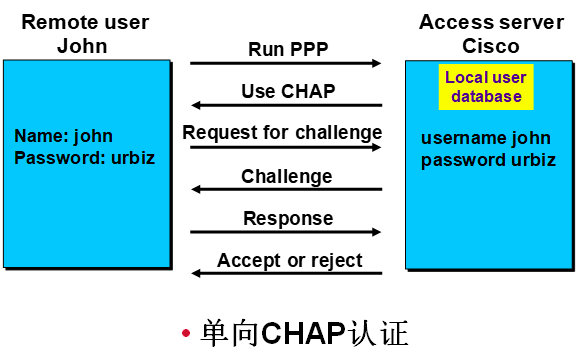 Remote user
John
Access server
Cisco
Run PPP
Use CHAP
Request for challenge
Challenge
Response
Accept or reject
Name: john
Password: urbiz
Local user
database
username john
password urbiz
• 单向CHAP认证